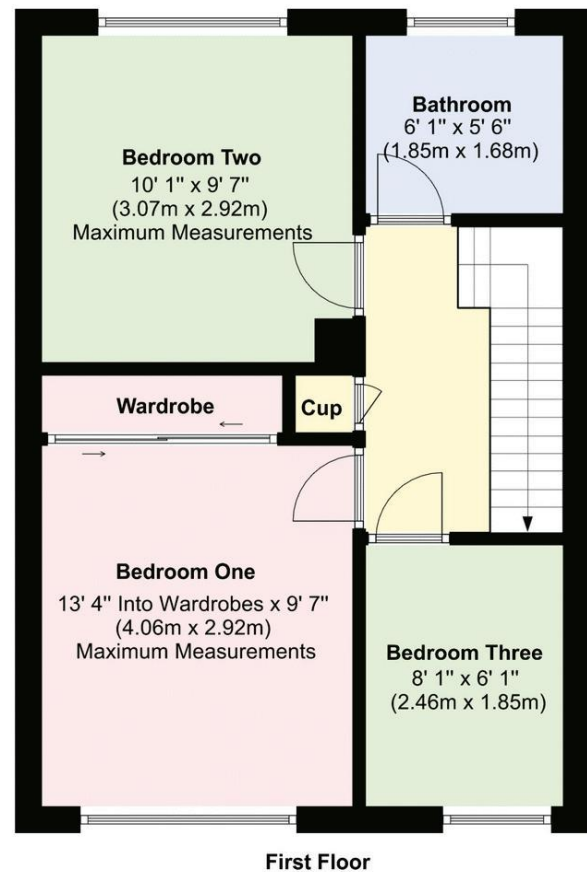 Bathroom
6' 1" x 5' 6"
(1.85m x 1.68m)
Bedroom Two
10' 1" x 9' 7"
(3.07m x 2.92m)
Maximum Measurements
Wardrobe
Cup
Bedroom One
13' 4" Into Wardrobes x 9' 7"
(4.06m x 2.92m)
Maximum Measurements
Bedroom Three
8' 1" x 6' 1"
(2.46m x 1.85m)
First Floor